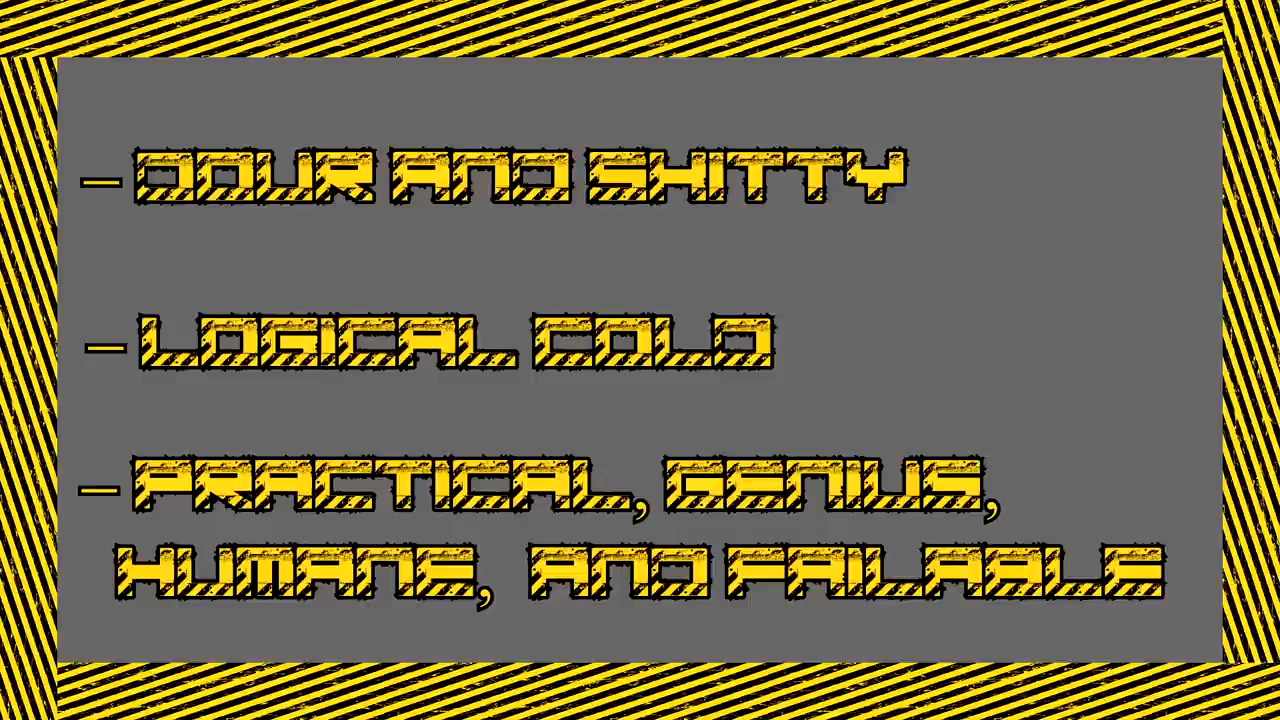 - DOUR AND SHITTY
- LOGICAL COLD
- PRACTICAL, GENIUS,
HUMANE, AND FAILABLE